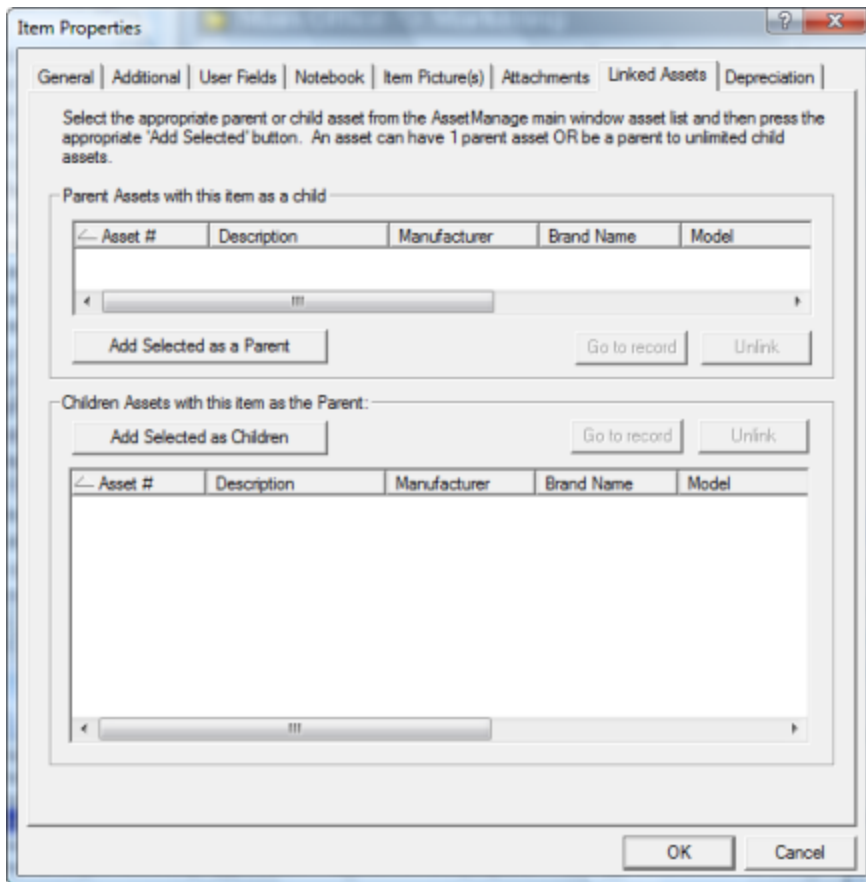 Item Properties
General Additional User Fields Notebook Item Picture(s) Attachments Linked Assets Depreciation
Select the appropriate parent or child asset from the AssetManage main window asset list and then press the
appropriate 'Add Selected' button. An asset can have 1 parent asset OR be a parent to unlimited child
assets.
Parent Assets with this item as a child
Asset # Description Manufacturer Brand Name Model
Add Selected as a Parent Go to record Unlink
Children Assets with this item as the Parent:
Add Selected as Children Go to record Unlink
Asset # Description Manufacturer Brand Name Model
OK Cancel